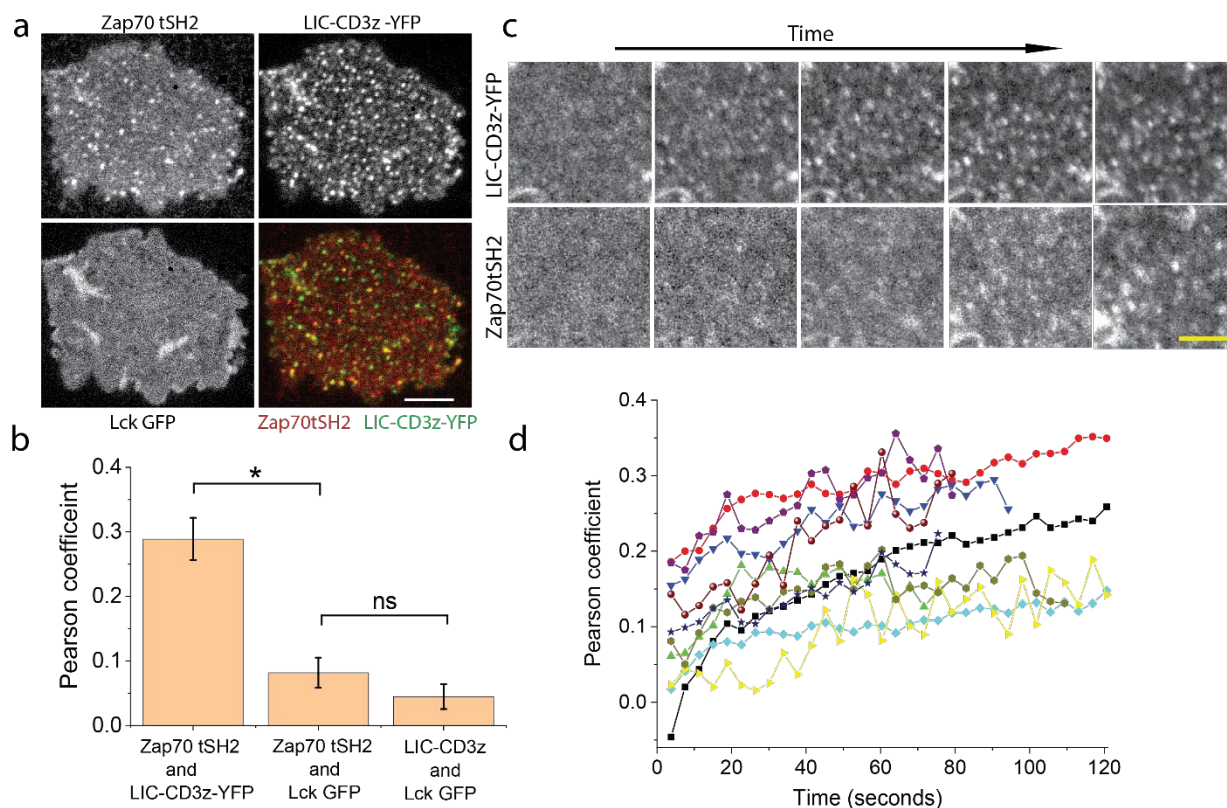 a
Zap70 tSH2
LIC-CD3z -YFP
Lck GFP
Zap70tSH2 LIC-CD3z-YFP
b
Pearson coefficeint
0.4
0.3
0.2
0.1
0.0
*
ns
Zap70 tSH2
and
LIC-CD3z-YFP
Zap70 tSH2
and
Lck GFP
LIC-CD3z
and
Lck GFP
c
Time
LIC-CD3z-YFP
Zap70tSH2
d
Pearson coefficient
0.4
0.3
0.2
0.1
0.0
0 20 40 60 80 100 120
Time (seconds)